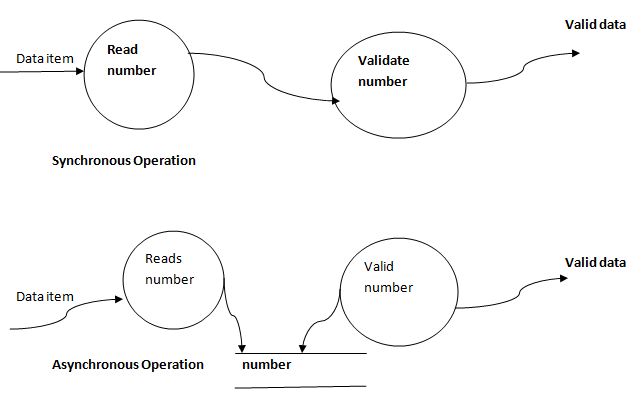 Valid data
Data item
Read
number
Validate
number
Synchronous Operation
Reads
number
Valid
number
Valid data
Data item
Asynchronous Operation
number